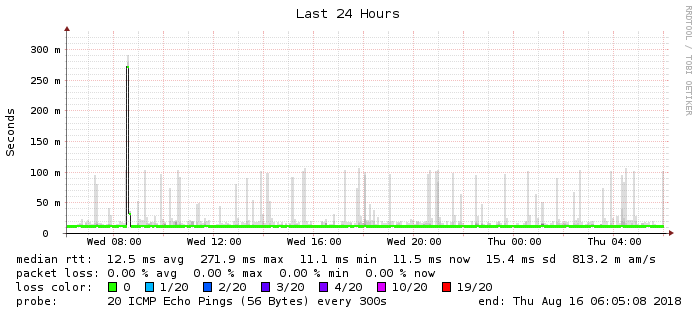 Last 24 Hours
RRDTOOL / TOBI OETIKER
Seconds
300 m
250 m
200 m
150 m
100 m
50 m
0
Wed 08:00 Wed 12:00 Wed 16:00 Wed 20:00 Thu 00:00 Thu 04:00
median rtt: 12.5 ms avg 271.9 ms max 11.1 ms min 11.5 ms now 15.4 ms sd 813.2 m am/s
packet loss: 0.00 % avg 0.00 % max 0.00 % min 0.00 % now
loss color: 0 1/20 2/20 3/20 4/20 10/20 19/20
probe: 20 ICMP Echo Pings (56 Bytes) every 300s end: Thu Aug 16 06:05:08 2018